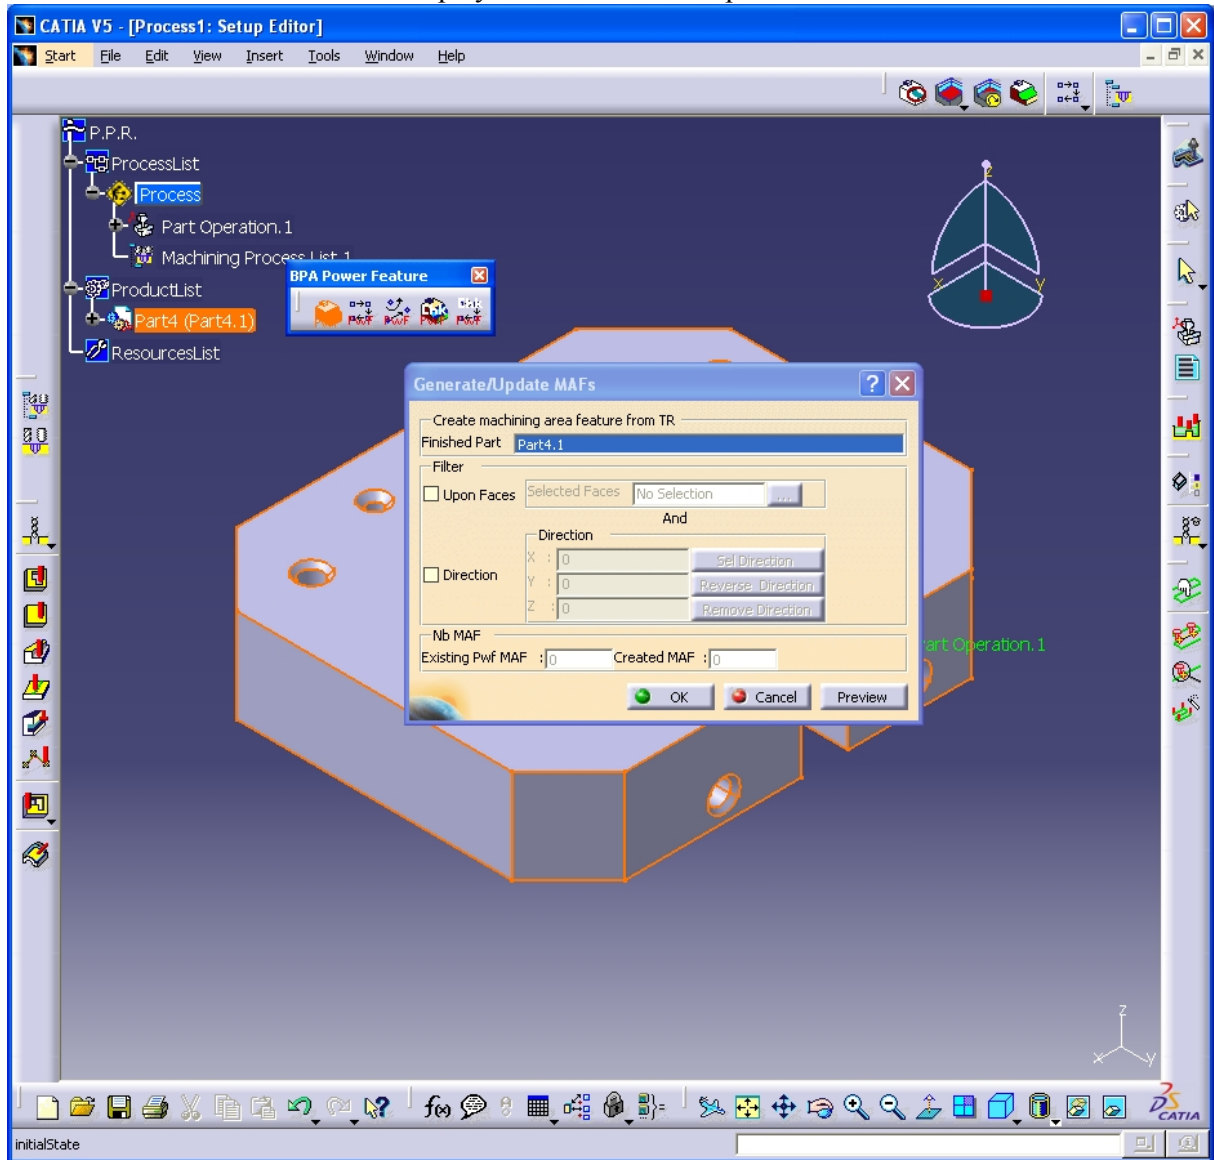 CATIA V5 - [Process1: Setup Editor]
Start File Edit View Insert Tools Window Help
P.P.R.
ProcessList
Process
Part Operation.1
Machining Process List.1
BPA Power Feature
ProductList
Part4 (Part4.1)
ResourcesList
Generate/Update MAFs
Create machining area feature from TR
Finished Part Part4.1
Filter
Upon Faces Selected Faces No Selection ...
And
Direction
Direction
X : 0 Sel Direction
Y : 0 Reverse Direction
Z : 0 Remove Direction
Nb MAF
Existing Pwf MAF : 0 Created MAF : 0
art Operation.1
OK Cancel Preview
z
x y
z
x y
f(x)
DS CATIA
initialState